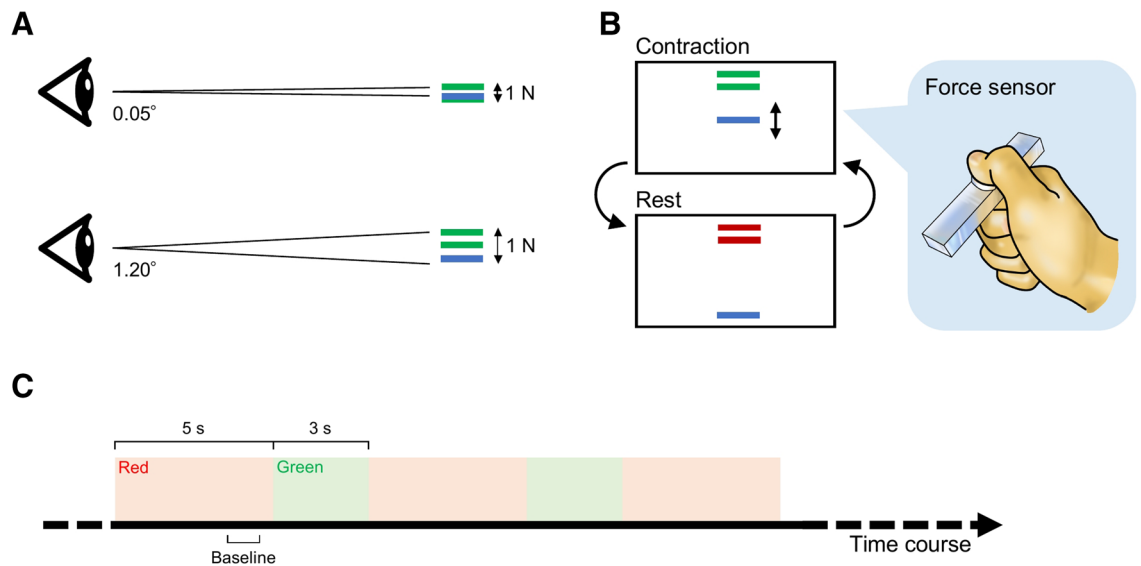 A
0.05°
1 N
1.20°
1 N
B
Contraction
Rest
Force sensor
C
5 s
3 s
Red
Green
Baseline
Time course